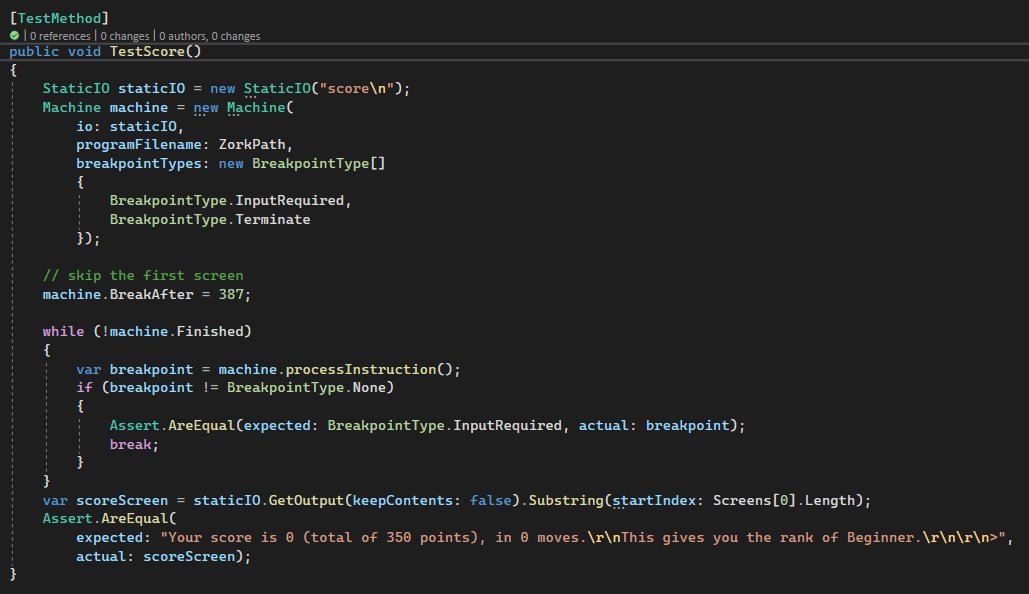 [TestMethod]
| 0 references | 0 changes | 0 authors, 0 changes
public void TestScore()
{
    StaticIO staticIO = new StaticIO("score\n");
    Machine machine = new Machine(
        io: staticIO,
        programFilename: ZorkPath,
        breakpointTypes: new BreakpointType[]
        {
            BreakpointType.InputRequired,
            BreakpointType.Terminate
        });

    // skip the first screen
    machine.BreakAfter = 387;

    while (!machine.Finished)
    {
        var breakpoint = machine.processInstruction();
        if (breakpoint != BreakpointType.None)
        {
            Assert.AreEqual(expected: BreakpointType.InputRequired, actual: breakpoint);
            break;
        }
    }
    var scoreScreen = staticIO.GetOutput(keepContents: false).Substring(startIndex: Screens[0].Length);
    Assert.AreEqual(
        expected: "Your score is 0 (total of 350 points), in 0 moves.\r\nThis gives you the rank of Beginner.\r\n\r\n>",
        actual: scoreScreen);
}